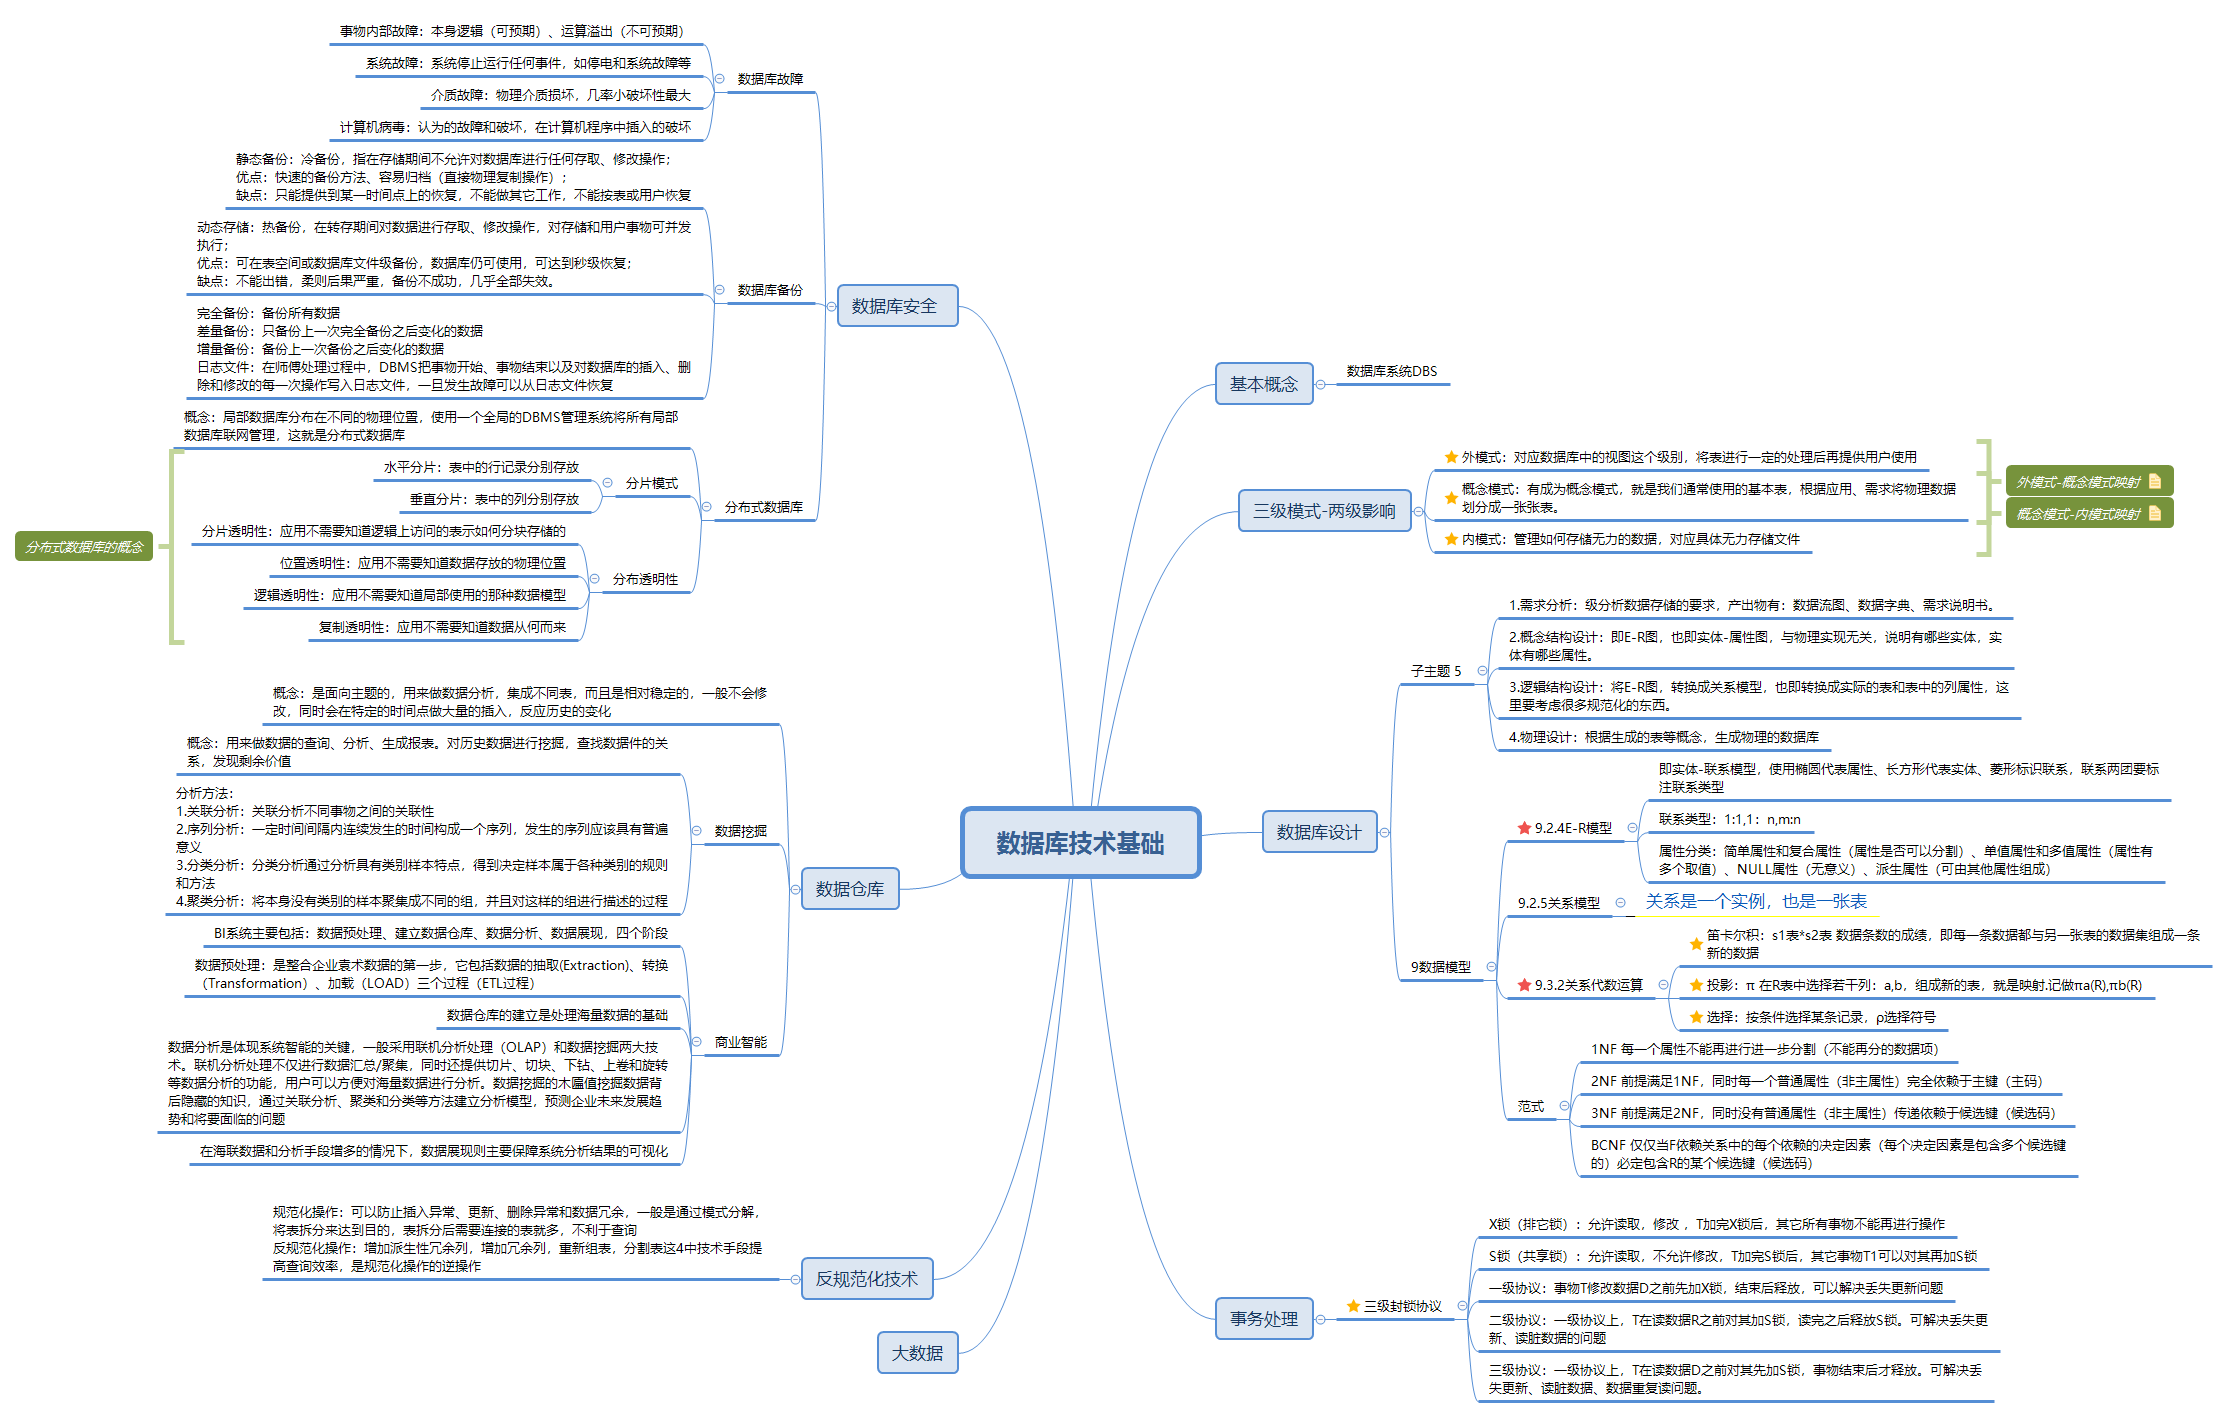 数据库技术基础
基本概念
数据库系统DBS
三级模式-两级影响
外模式：对应数据库中的视图这个级别，将表进行一定的处理后再提供用户使用
概念模式：有成为概念模式，就是我们通常使用的基本表，根据应用、需求将物理数据
划分成一张张表。
内模式：管理如何存储无力的数据，对应具体无力存储文件
外模式-概念模式映射
概念模式-内模式映射
数据库设计
子主题 5
1.需求分析：级分析数据存储的要求，产出物有：数据流图、数据字典、需求说明书。
2.概念结构设计：即E-R图，也即实体-属性图，与物理实现无关，说明有哪些实体，实
体有哪些属性。
3.逻辑结构设计：将E-R图，转换成关系模型，也即转换成实际的表和表中的列属性，这
里要考虑很多规范化的东西。
4.物理设计：根据生成的表等概念，生成物理的数据库
9数据模型
9.2.4E-R模型
即实体-联系模型，使用椭圆代表属性、长方形代表实体、菱形标识联系，联系两团要标
注联系类型
联系类型：1:1,1：n,m:n
属性分类：简单属性和复合属性（属性是否可以分割）、单值属性和多值属性（属性有
多个取值）、NULL属性（无意义）、派生属性（可由其他属性组成）
9.2.5关系模型
关系是一个实例，也是一张表
9.3.2关系代数运算
笛卡尔积：s1表*s2表 数据条数的成绩，即每一条数据都与另一张表的数据集组成一条
新的数据
投影：π 在R表中选择若干列：a,b，组成新的表，就是映射.记做πa(R),πb(R)
选择：按条件选择某条记录，ρ选择符号
范式
1NF 每一个属性不能再进行进一步分割（不能再分的数据项）
2NF 前提满足1NF，同时每一个普通属性（非主属性）完全依赖于主键（主码）
3NF 前提满足2NF，同时没有普通属性（非主属性）传递依赖于候选键（候选码）
BCNF 仅仅当F依赖关系中的每个依赖的决定因素（每个决定因素是包含多个候选键
的）必定包含R的某个候选键（候选码）
事务处理
三级封锁协议
X锁（排它锁）：允许读取，修改 ，T加完X锁后，其它所有事物不能再进行操作
S锁（共享锁）：允许读取，不允许修改，T加完S锁后，其它事物T1可以对其再加S锁
一级协议：事物T修改数据D之前先加X锁，结束后释放，可以解决丢失更新问题
二级协议：一级协议上，T在读数据R之前对其加S锁，读完之后释放S锁。可解决丢失更
新、读脏数据的问题
三级协议：一级协议上，T在读数据D之前对其先加S锁，事物结束后才释放。可解决丢
失更新、读脏数据、数据重复读问题。
数据库安全
数据库故障
事物内部故障：本身逻辑（可预期）、运算溢出（不可预期）
系统故障：系统停止运行任何事件，如停电和系统故障等
介质故障：物理介质损坏，几率小破坏性最大
计算机病毒：认为的故障和破坏，在计算机程序中插入的破坏
数据库备份
静态备份：冷备份，指在存储期间不允许对数据库进行任何存取、修改操作；
优点：快速的备份方法、容易归档（直接物理复制操作）；
缺点：只能提供到某一时间点上的恢复，不能做其它工作，不能按表或用户恢复
动态存储：热备份，在转存期间对数据进行存取、修改操作，对存储和用户事物可并发
执行；
优点：可在表空间或数据库文件级备份，数据库仍可使用，可达到秒级恢复；
缺点：不能出错，柔则后果严重，备份不成功，几乎全部失效。
完全备份：备份所有数据
差量备份：只备份上一次完全备份之后变化的数据
增量备份：备份上一次备份之后变化的数据
日志文件：在师傅处理过程中，DBMS把事物开始、事物结束以及对数据库的插入、删
除和修改的每一次操作写入日志文件，一旦发生故障可以从日志文件恢复
分布式数据库
概念：局部数据库分布在不同的物理位置，使用一个全局的DBMS管理系统将所有局部
数据库联网管理，这就是分布式数据库
分片模式
水平分片：表中的行记录分别存放
垂直分片：表中的列分别存放
分布透明性
分片透明性：应用不需要知道逻辑上访问的表示如何分块存储的
位置透明性：应用不需要知道数据存放的物理位置
逻辑透明性：应用不需要知道局部使用的那种数据模型
复制透明性：应用不需要知道数据从何而来
分布式数据库的概念
数据仓库
概念：是面向主题的，用来做数据分析，集成不同表，而且是相对稳定的，一般不会修
改，同时会在特定的时间点做大量的插入，反应历史的变化
数据挖掘
概念：用来做数据的查询、分析、生成报表。对历史数据进行挖掘，查找数据件的关
系，发现剩余价值
分析方法：
1.关联分析：关联分析不同事物之间的关联性
2.序列分析：一定时间间隔内连续发生的时间构成一个序列，发生的序列应该具有普遍
意义
3.分类分析：分类分析通过分析具有类别样本特点，得到决定样本属于各种类别的规则
和方法
4.聚类分析：将本身没有类别的样本聚集成不同的组，并且对这样的组进行描述的过程
商业智能
BI系统主要包括：数据预处理、建立数据仓库、数据分析、数据展现，四个阶段
数据预处理：是整合企业袁术数据的第一步，它包括数据的抽取(Extraction)、转换
（Transformation）、加载（LOAD）三个过程（ETL过程）
数据仓库的建立是处理海量数据的基础
数据分析是体现系统智能的关键，一般采用联机分析处理（OLAP）和数据挖掘两大技
术。联机分析处理不仅进行数据汇总/聚集，同时还提供切片、切块、下钻、上卷和旋转
等数据分析的功能，用户可以方便对海量数据进行分析。数据挖掘的木匾值挖掘数据背
后隐藏的知识，通过关联分析、聚类和分类等方法建立分析模型，预测企业未来发展趋
势和将要面临的问题
在海联数据和分析手段增多的情况下，数据展现则主要保障系统分析结果的可视化
反规范化技术
规范化操作：可以防止插入异常、更新、删除异常和数据冗余，一般是通过模式分解，
将表拆分来达到目的，表拆分后需要连接的表就多，不利于查询
反规范化操作：增加派生性冗余列，增加冗余列，重新组表，分割表这4中技术手段提
高查询效率，是规范化操作的逆操作
大数据